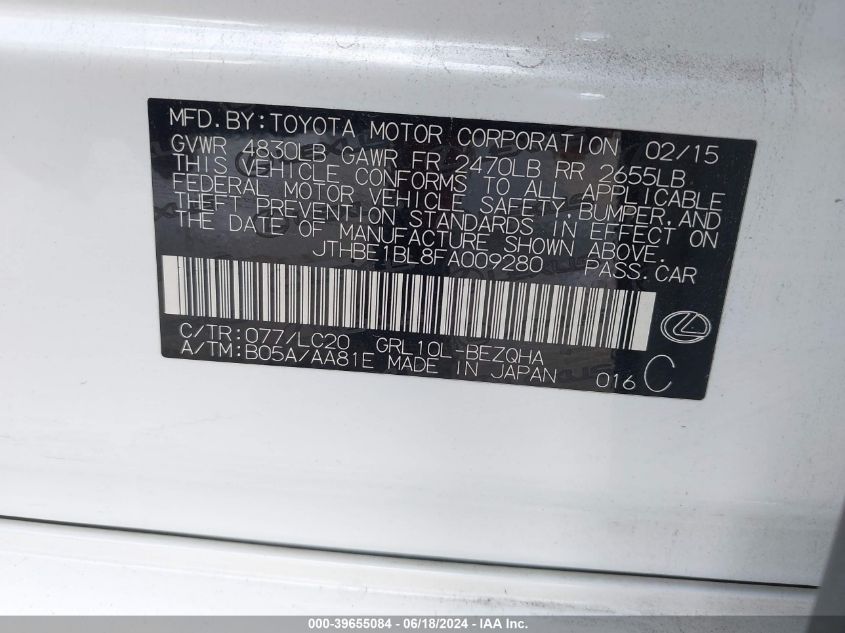 MFD.BY:TOYOTA MOTOR CORPORATION 02/15
GVWR 4830LB GAWR FR 2470LB RR 2655LB
THIS VEHICLE CONFORMS TO ALL APPLICABLE
FEDERAL MOTOR VEHICLE SAFETY,BUMPER,AND
THEFT PREVENTION STANDARDS IN EFFECT ON
THE DATE OF MANUFACTURE SHOWN ABOVE.
JTHBE1BL8FA009280 PASS.CAR
C/TR:077/LC20 GRL10L-BEZQHA
A/TM:B05A/AA81E MADE IN JAPAN 016 C
000-39655084 - 06/18/2024 - IAA Inc.